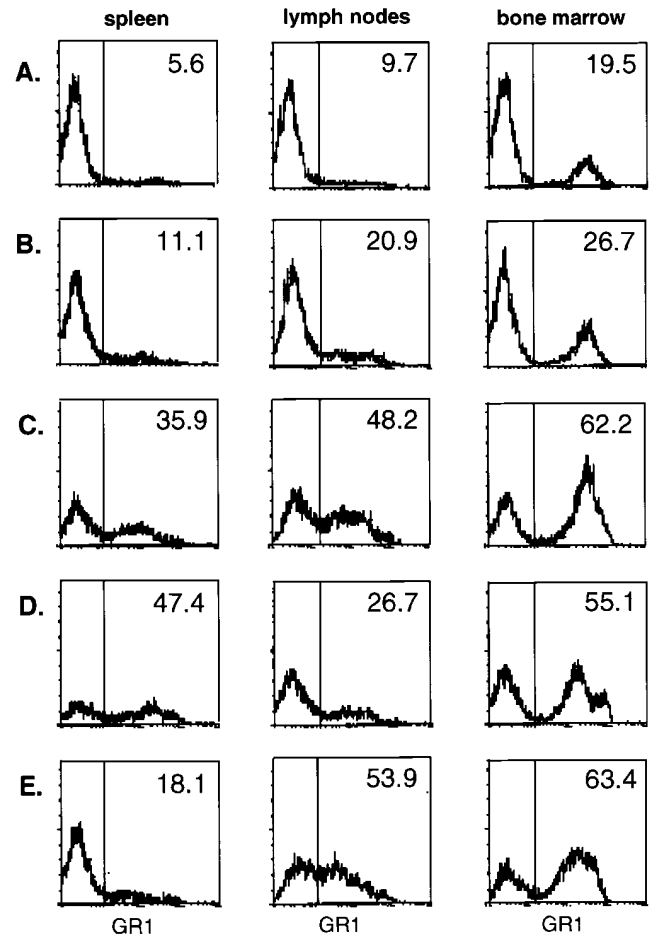 spleen lymph nodes bone marrow
A. 5.6 9.7 19.5
B. 11.1 20.9 26.7
C. 35.9 48.2 62.2
D. 47.4 26.7 55.1
E. 18.1 53.9 63.4
GR1 GR1 GR1